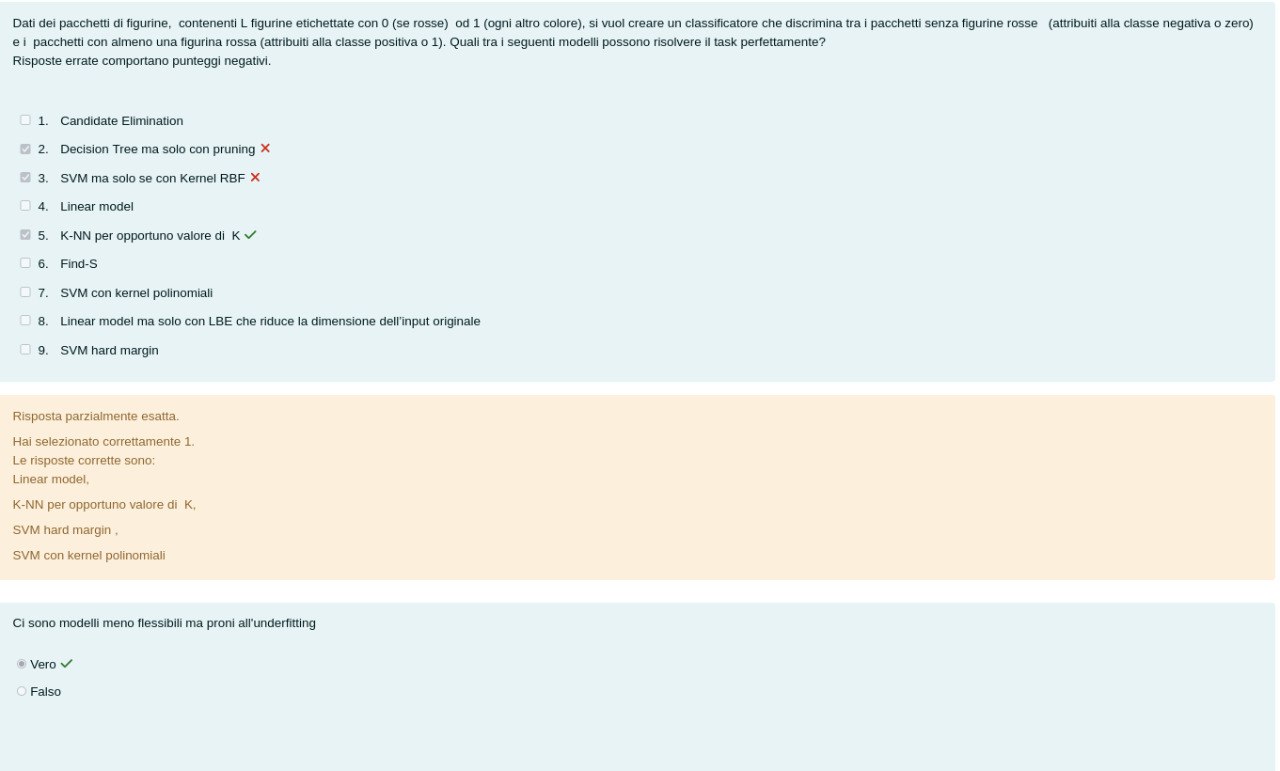 Dati dei pacchetti di figurine, contenenti L figurine etichettate con 0 (se rosse) od 1 (ogni altro colore), si vuol creare un classificatore che discrimina tra i pacchetti senza figurine rosse (attribuiti alla classe negativa o zero)
e i pacchetti con almeno una figurina rossa (attribuiti alla classe positiva o 1). Quali tra i seguenti modelli possono risolvere il task perfettamente?
Risposte errate comportano punteggi negativi.
1. Candidate Elimination
2. Decision Tree ma solo con pruning
3. SVM ma solo se con Kernel RBF
4. Linear model
5. K-NN per opportuno valore di K
6. Find-S
7. SVM con kernel polinomiali
8. Linear model ma solo con LBE che riduce la dimensione dell'input originale
9. SVM hard margin
Risposta parzialmente esatta.
Hai selezionato correttamente 1.
Le risposte corrette sono:
Linear model,
K-NN per opportuno valore di K,
SVM hard margin ,
SVM con kernel polinomiali
Ci sono modelli meno flessibili ma proni all'underfitting
Vero
Falso